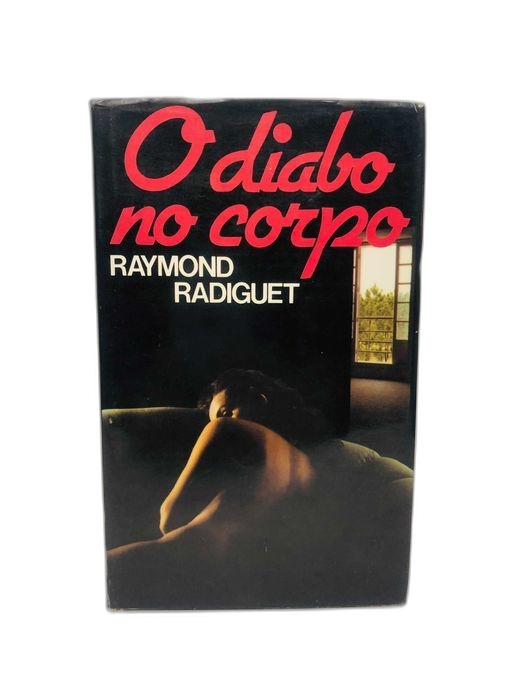 O diabo
no corpo
RAYMOND
RADIGUET